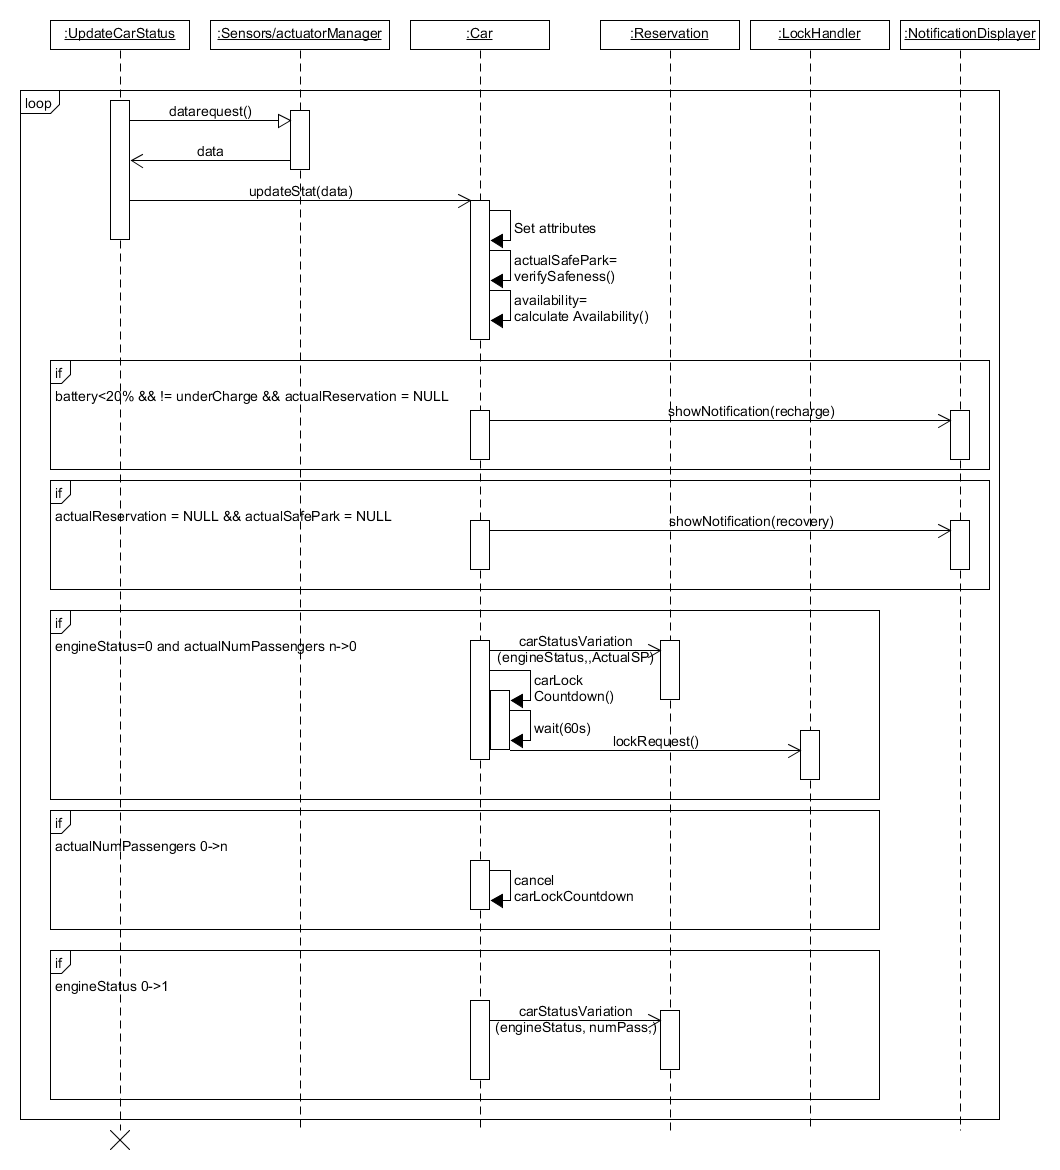 :UpdateCarStatus
:Sensors/actuatorManager
:Car
:Reservation
:LockHandler
:NotificationDisplayer
loop
datarequest()
data
updateStat(data)
Set attributes
actualSafePark=
verifySafeness()
availability=
calculate Availability()
if
battery<20% && != underCharge && actualReservation = NULL
showNotification(recharge)
if
actualReservation = NULL && actualSafePark = NULL
showNotification(recovery)
if
engineStatus=0 and actualNumPassengers n->0
carStatusVariation
(engineStatus,,ActualSP)
carLock
Countdown()
wait(60s)
lockRequest()
if
actualNumPassengers 0->n
cancel
carLockCountdown
if
engineStatus 0->1
carStatusVariation
(engineStatus, numPass,)